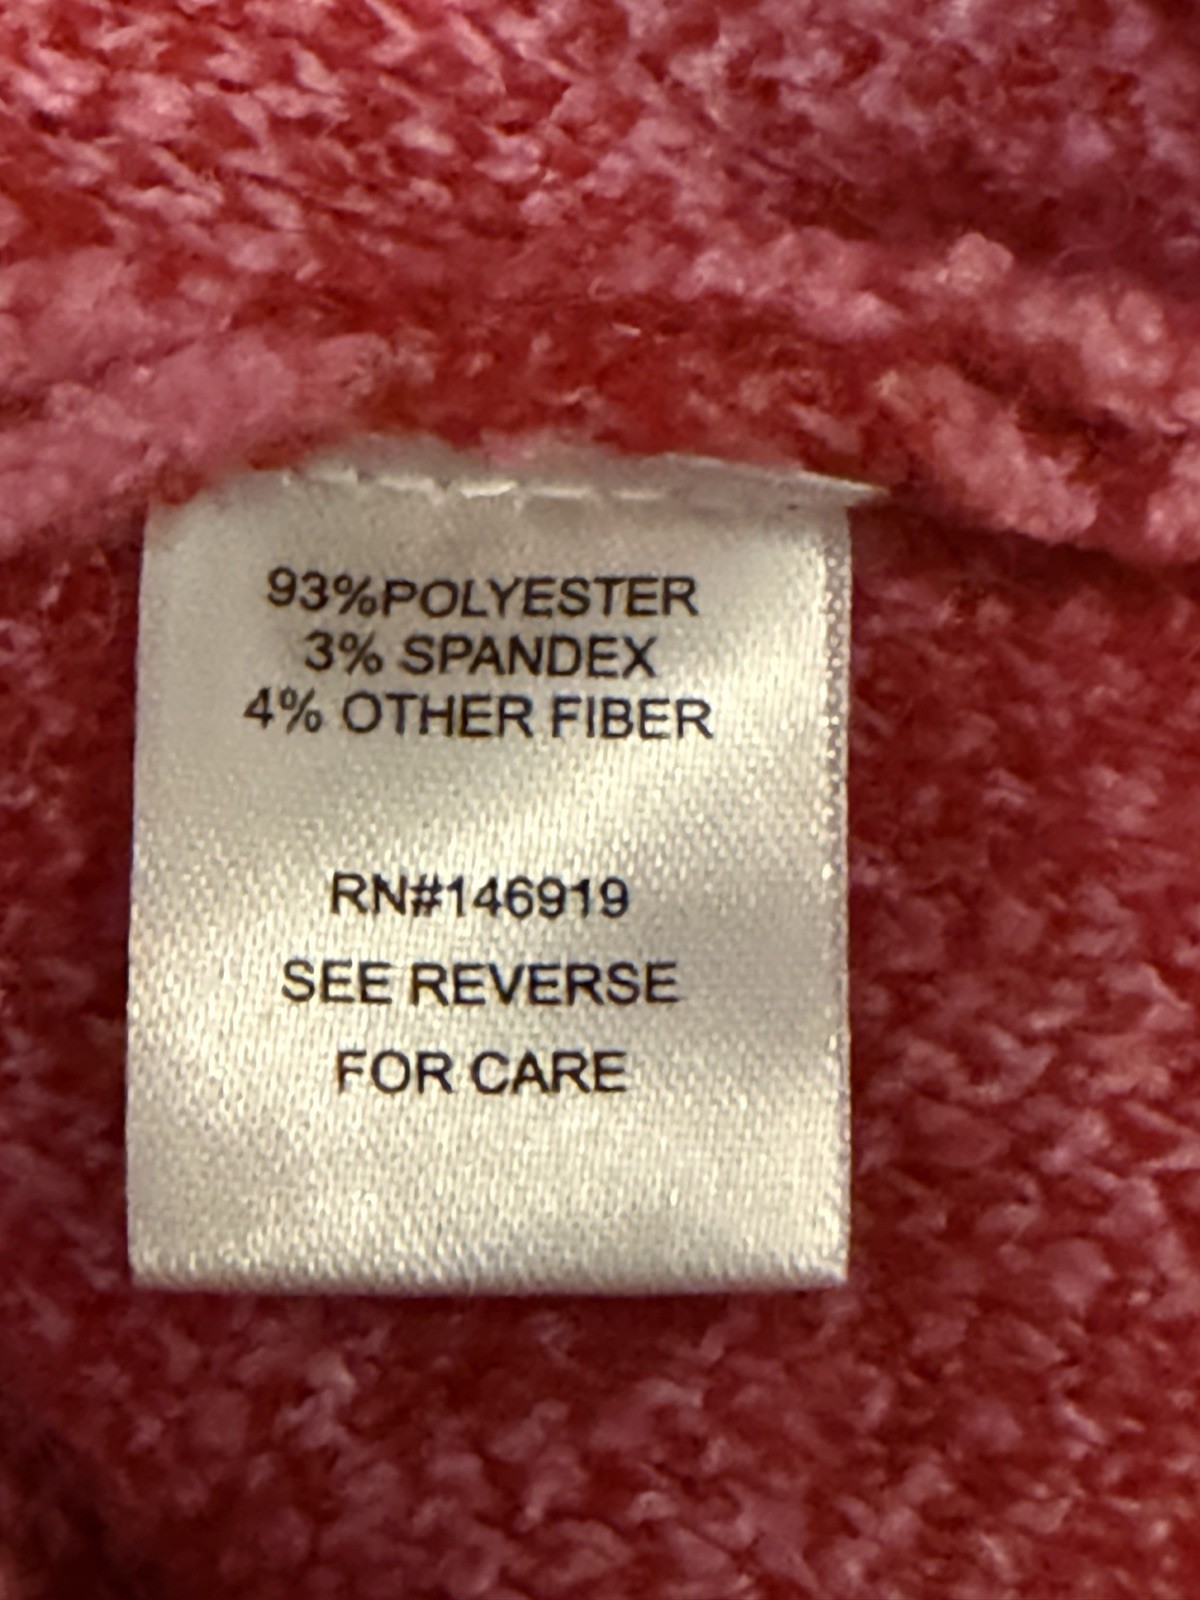 93%POLYESTER
3% SPANDEX
4% OTHER FIBER
RN#146919
SEE REVERSE
FOR CARE